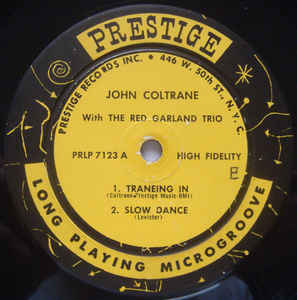 PRESTIGE
PRESTIGE RECORDS INC. • 446 W. 50th ST., N.Y.C.
JOHN COLTRANE
With THE RED GARLAND TRIO
PRLP 7123 A HIGH FIDELITY
1. TRANEING IN
(Coltrane-Prestige Music-BMI)
2. SLOW DANCE
(Levister)
LONG PLAYING MICROGROOVE